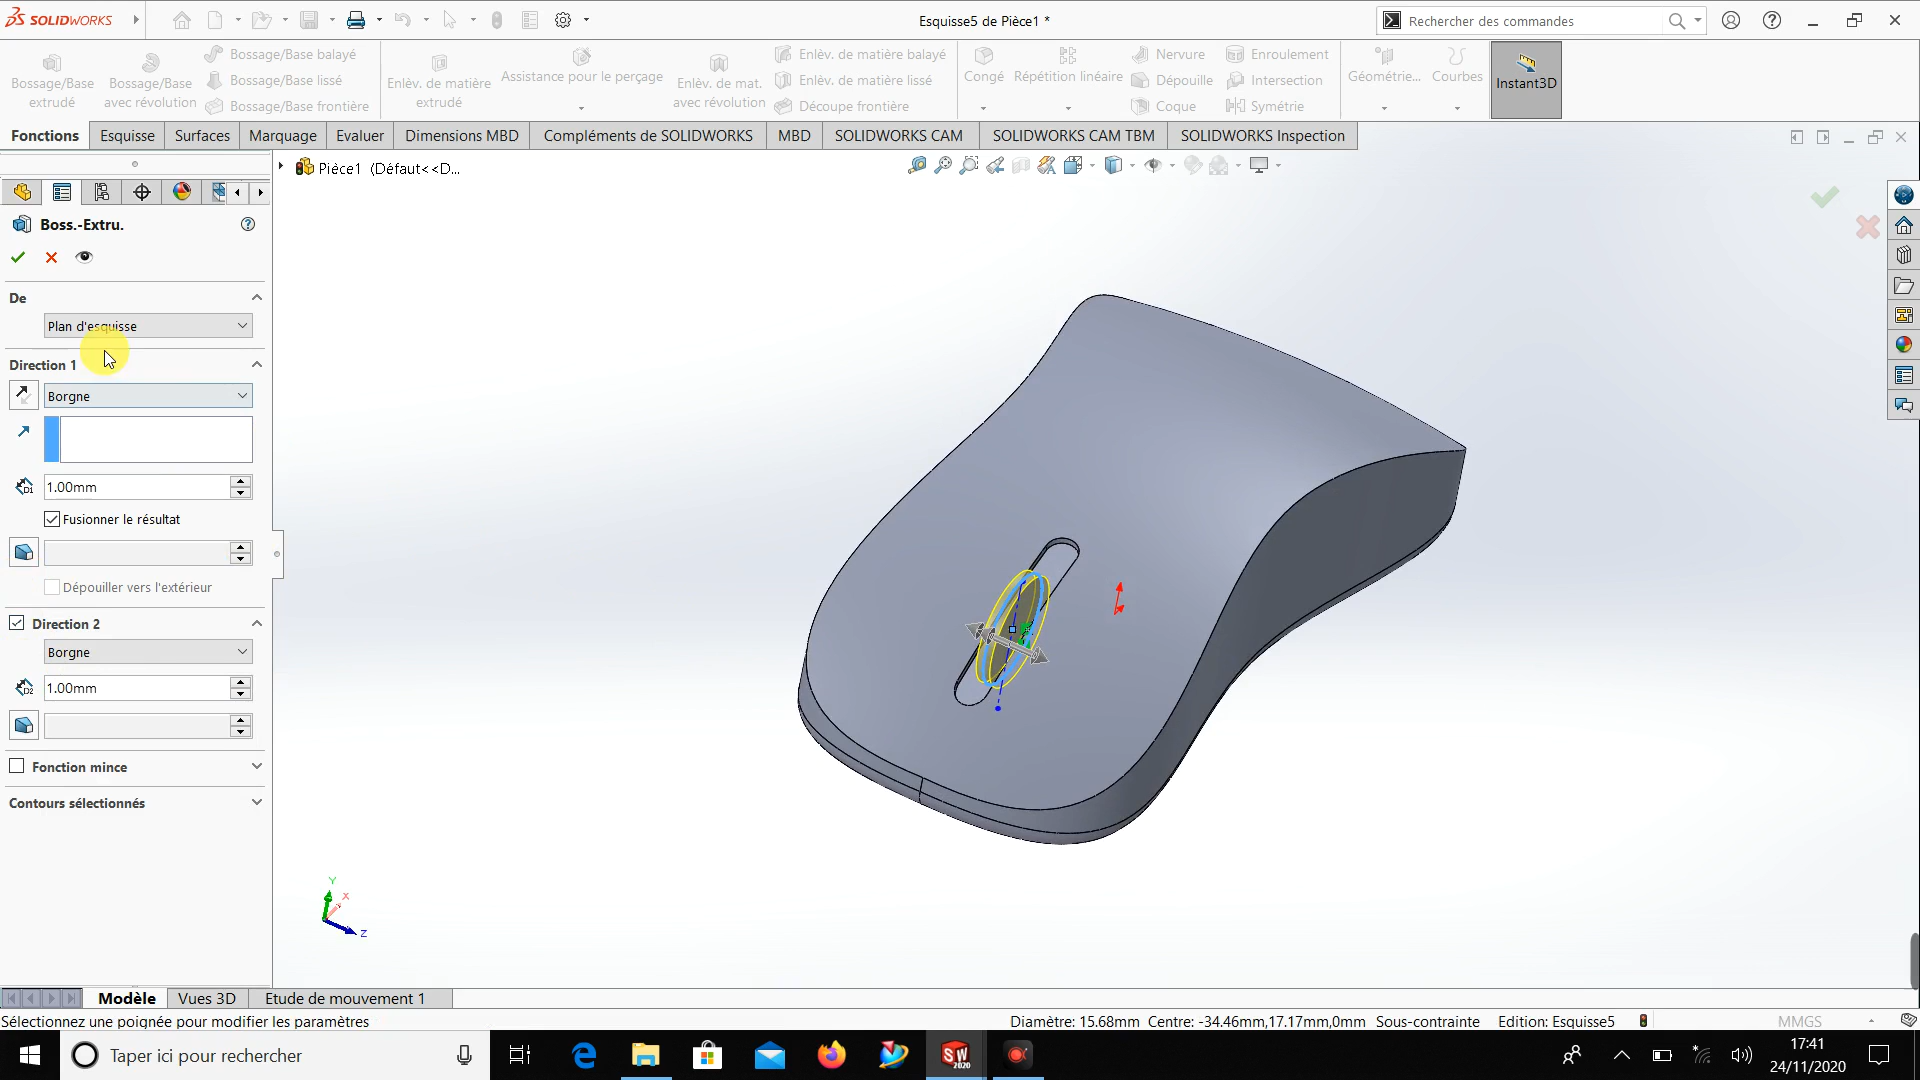 SOLIDWORKS
Esquisse5 de Pièce1 *
Rechercher des commandes
Bossage/Base extrudé
Bossage/Base avec révolution
Bossage/Base balayé
Bossage/Base lissé
Bossage/Base frontière
Enlèv. de matière extrudé
Assistance pour le perçage
Enlèv. de mat. avec révolution
Enlèv. de matière balayé
Enlèv. de matière lissé
Découpe frontière
Congé
Répétition linéaire
Nervure
Dépouille
Coque
Enroulement
Intersection
Symétrie
Géométrie...
Courbes
Instant3D
Fonctions
Esquisse
Surfaces
Marquage
Evaluer
Dimensions MBD
Compléments de SOLIDWORKS
MBD
SOLIDWORKS CAM
SOLIDWORKS CAM TBM
SOLIDWORKS Inspection
Pièce1 (Défaut<<D...
Boss.-Extru.
De
Plan d'esquisse
Direction 1
Borgne
D1
1.00mm
Fusionner le résultat
Dépouiller vers l'extérieur
Direction 2
Borgne
D2
1.00mm
Fonction mince
Contours sélectionnés
Y
X
Z
Modèle
Vues 3D
Etude de mouvement 1
Sélectionnez une poignée pour modifier les paramètres
Diamètre: 15.68mm Centre: -34.46mm,17.17mm,0mm
Sous-contrainte
Edition: Esquisse5
MMGS
Taper ici pour rechercher
SW
2020
17:41
24/11/2020